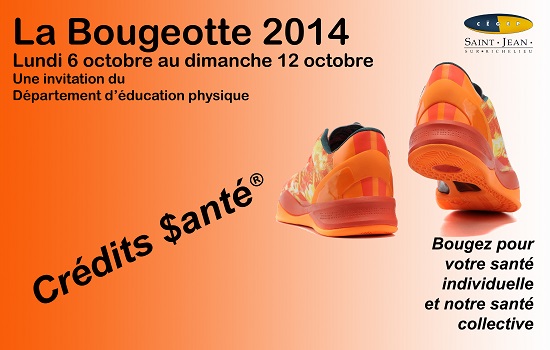 La Bougeotte 2014
Lundi 6 octobre au dimanche 12 octobre
Une invitation du
Département d'éducation physique
CÉGEP
SAINT-JEAN-
SUR-RICHELIEU
Crédits $anté®
Bougez pour
votre santé
individuelle
et notre santé
collective